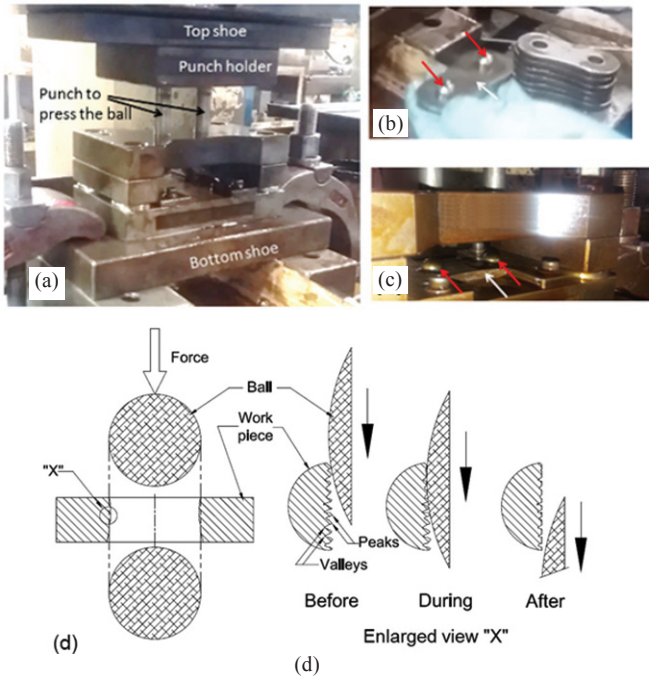 Top shoe
Punch holder
Punch to
press the ball
Bottom shoe
(a)
(b)
(c)
Force
Ball
Work
piece
"X"
Peaks
Valleys
Before
During
After
(d)
Enlarged view "X"
(d)